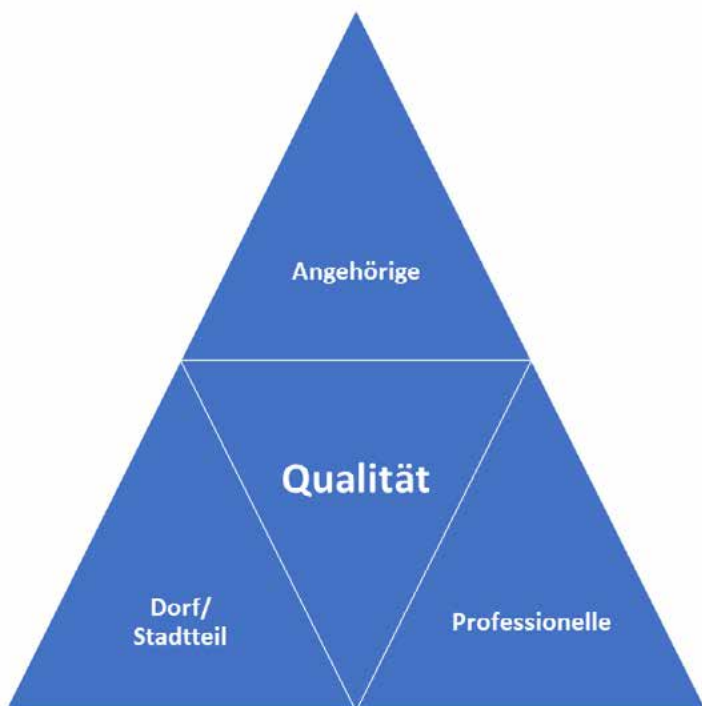 Angehörige
Qualität
Dorf/
Stadtteil
Professionelle